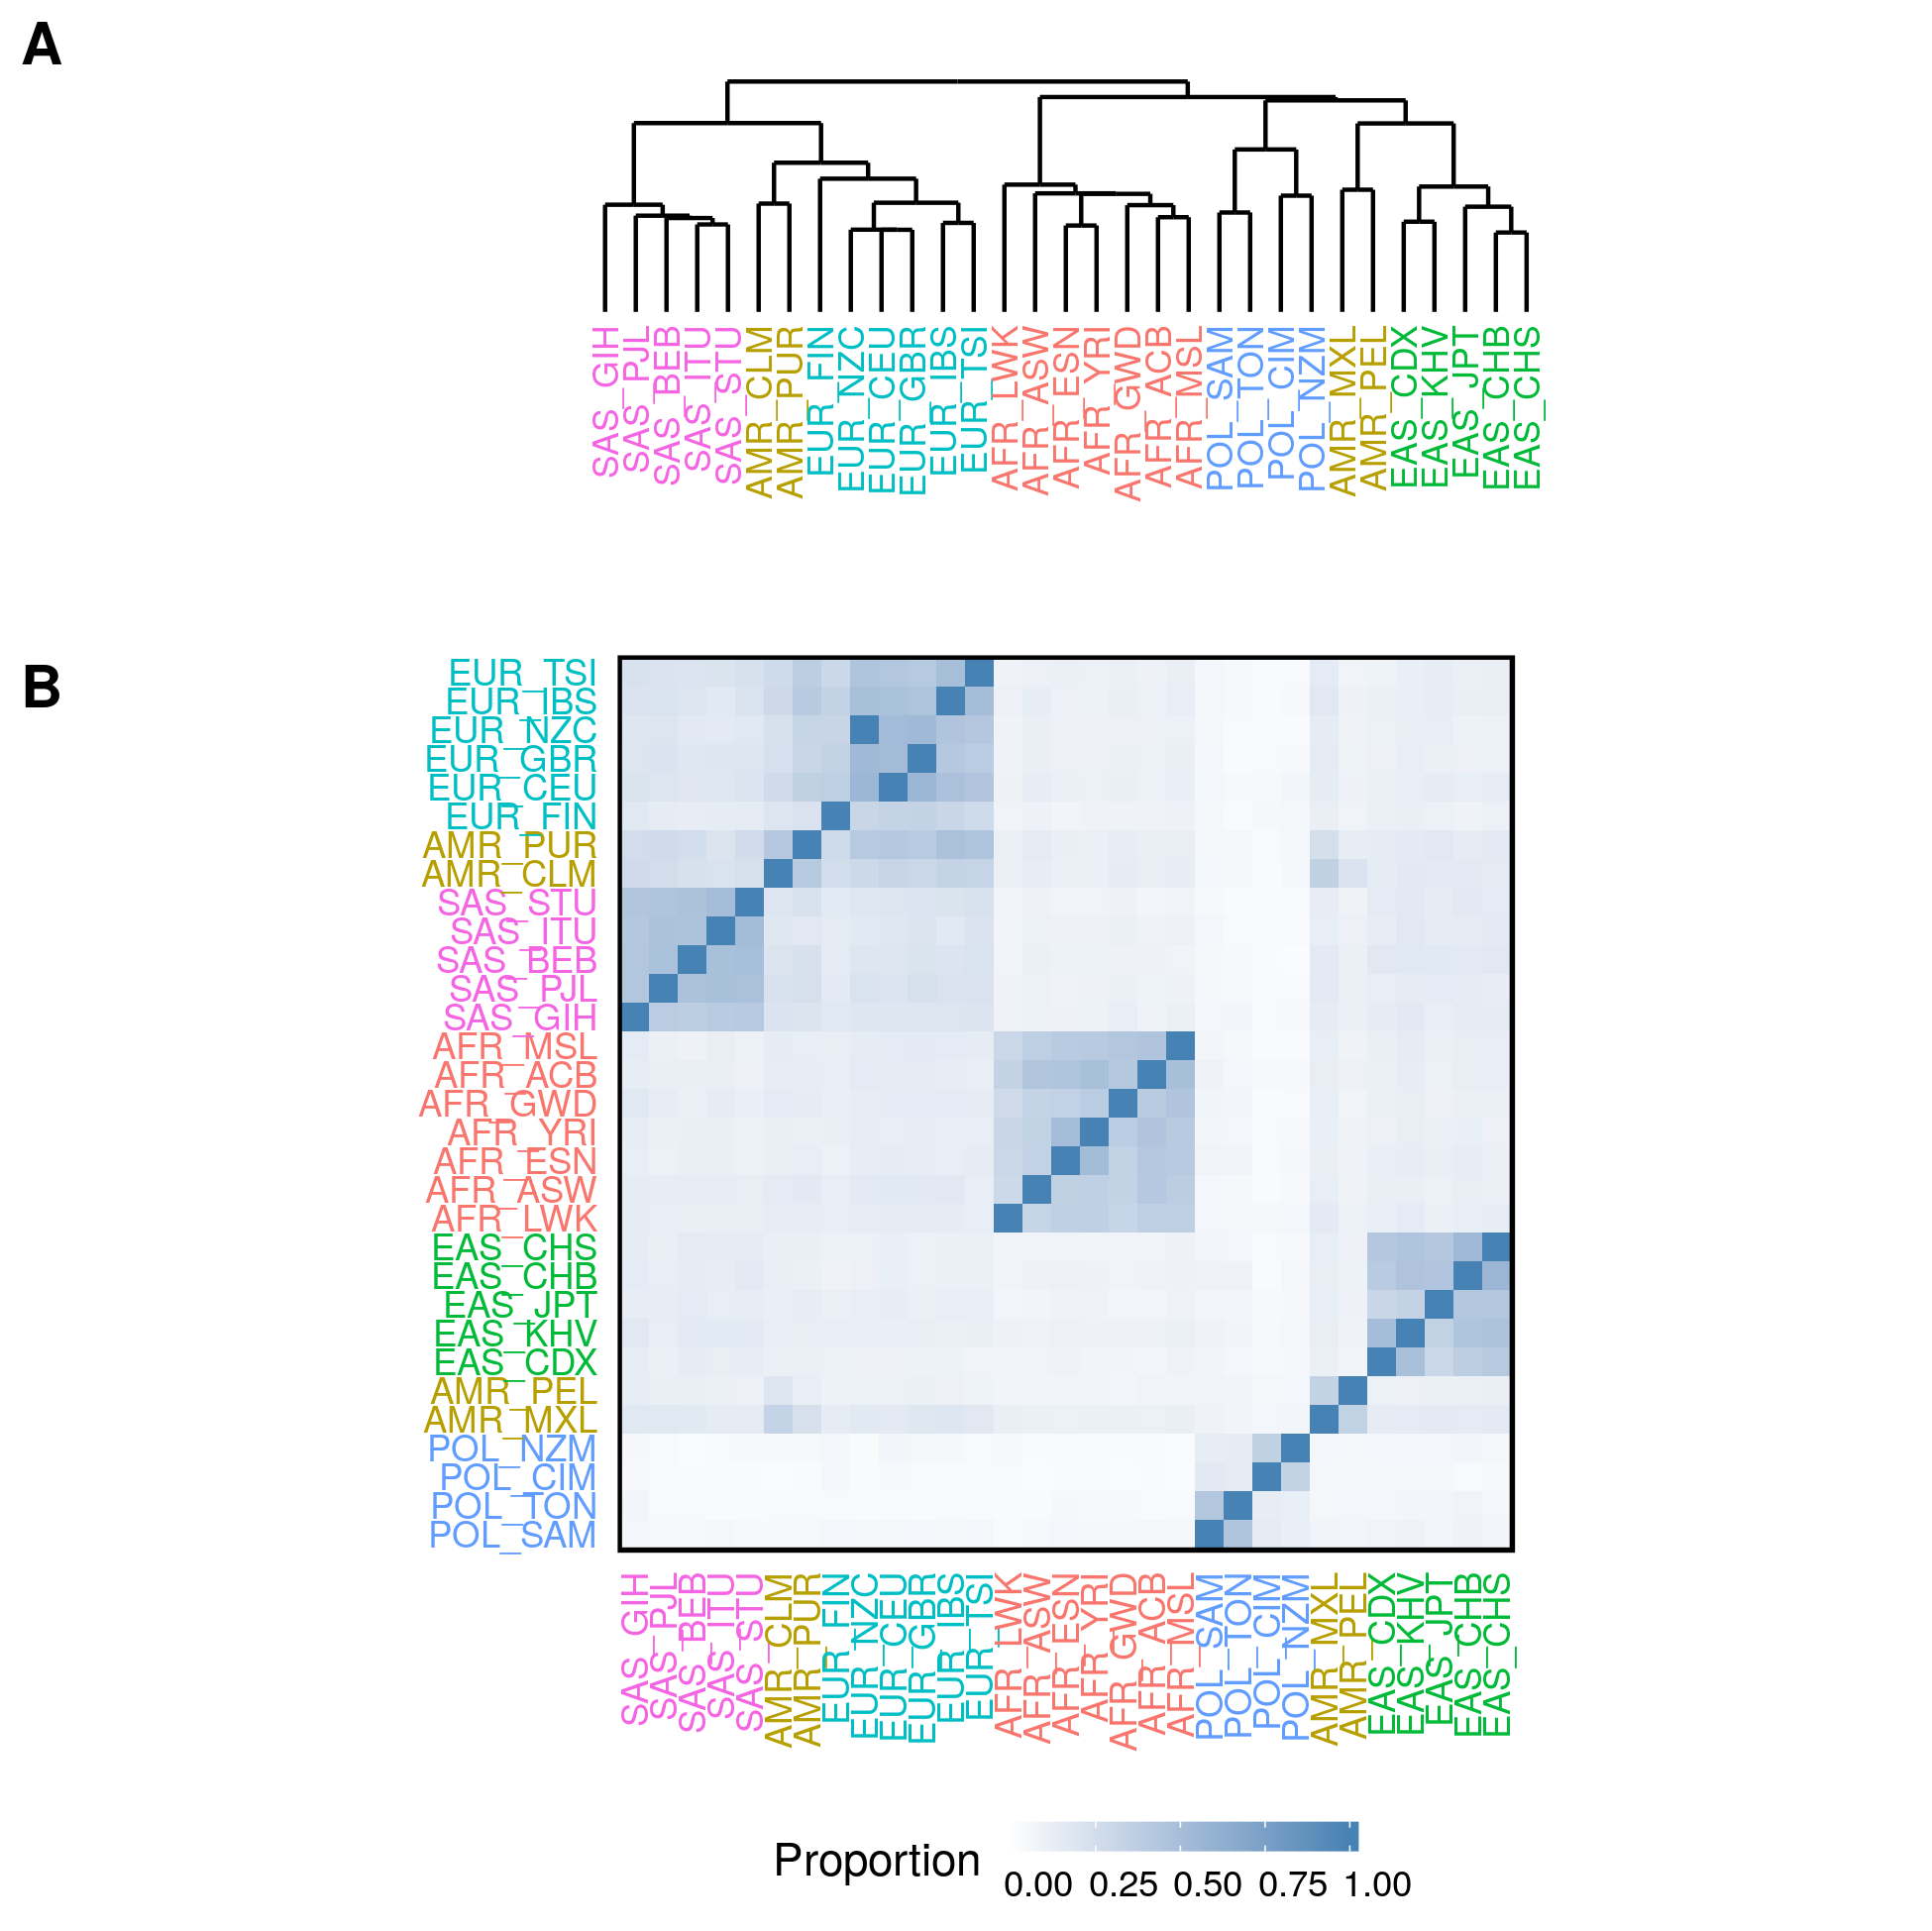 A
SAS_GIH
SAS_PJL
SAS_BEB
SAS_ITU
SAS_STU
AMR_CLM
AMR_PUR
EUR_FIN
EUR_NZC
EUR_CEU
EUR_GBR
EUR_IBS
EUR_TSI
AFR_LWK
AFR_ASW
AFR_ESN
AFR_YRI
AFR_GWD
AFR_ACB
AFR_MSL
POL_SAM
POL_TON
POL_CIM
POL_NZM
AMR_MXL
AMR_PEL
EAS_CDX
EAS_KHV
EAS_JPT
EAS_CHB
EAS_CHS
B
EUR_TSI
EUR_IBS
EUR_NZC
EUR_GBR
EUR_CEU
EUR_FIN
AMR_PUR
AMR_CLM
SAS_STU
SAS_ITU
SAS_BEB
SAS_PJL
SAS_GIH
AFR_MSL
AFR_ACB
AFR_GWD
AFR_YRI
AFR_ESN
AFR_ASW
AFR_LWK
EAS_CHS
EAS_CHB
EAS_JPT
EAS_KHV
EAS_CDX
AMR_PEL
AMR_MXL
POL_NZM
POL_CIM
POL_TON
POL_SAM
SAS_GIH
SAS_PJL
SAS_BEB
SAS_ITU
SAS_STU
AMR_CLM
AMR_PUR
EUR_FIN
EUR_NZC
EUR_CEU
EUR_GBR
EUR_IBS
EUR_TSI
AFR_LWK
AFR_ASW
AFR_ESN
AFR_YRI
AFR_GWD
AFR_ACB
AFR_MSL
POL_SAM
POL_TON
POL_CIM
POL_NZM
AMR_MXL
AMR_PEL
EAS_CDX
EAS_KHV
EAS_JPT
EAS_CHB
EAS_CHS
Proportion
0.00 0.25 0.50 0.75 1.00